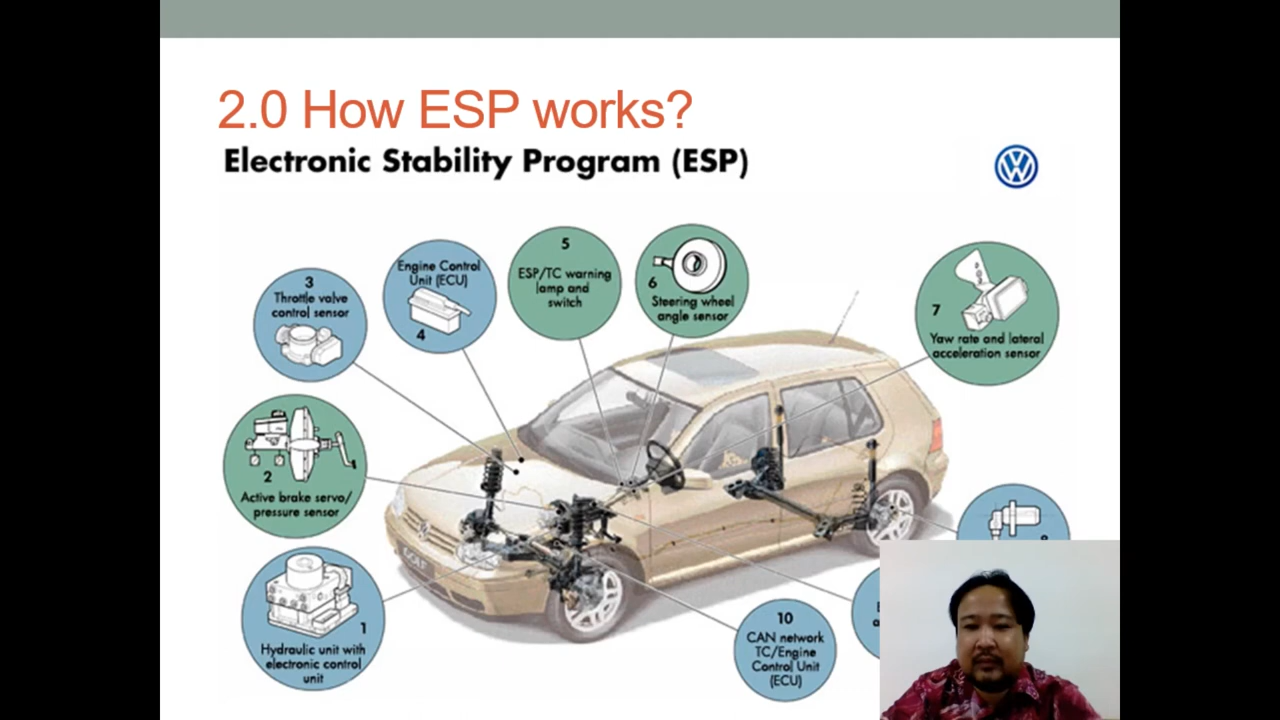 2.0 How ESP works?
Electronic Stability Program (ESP)
5
ESP/TC warning
lamp and
switch
Engine Control
Unit (ECU)
4
6
Steering wheel
angle sensor
3
Throttle valve
control sensor
7
Yaw rate and lateral
acceleration sensor
2
Active brake servo/
pressure sensor
GOLF
1
Hydraulic unit with
electronic control
unit
10
CAN network
TC/Engine
Control Unit
(ECU)